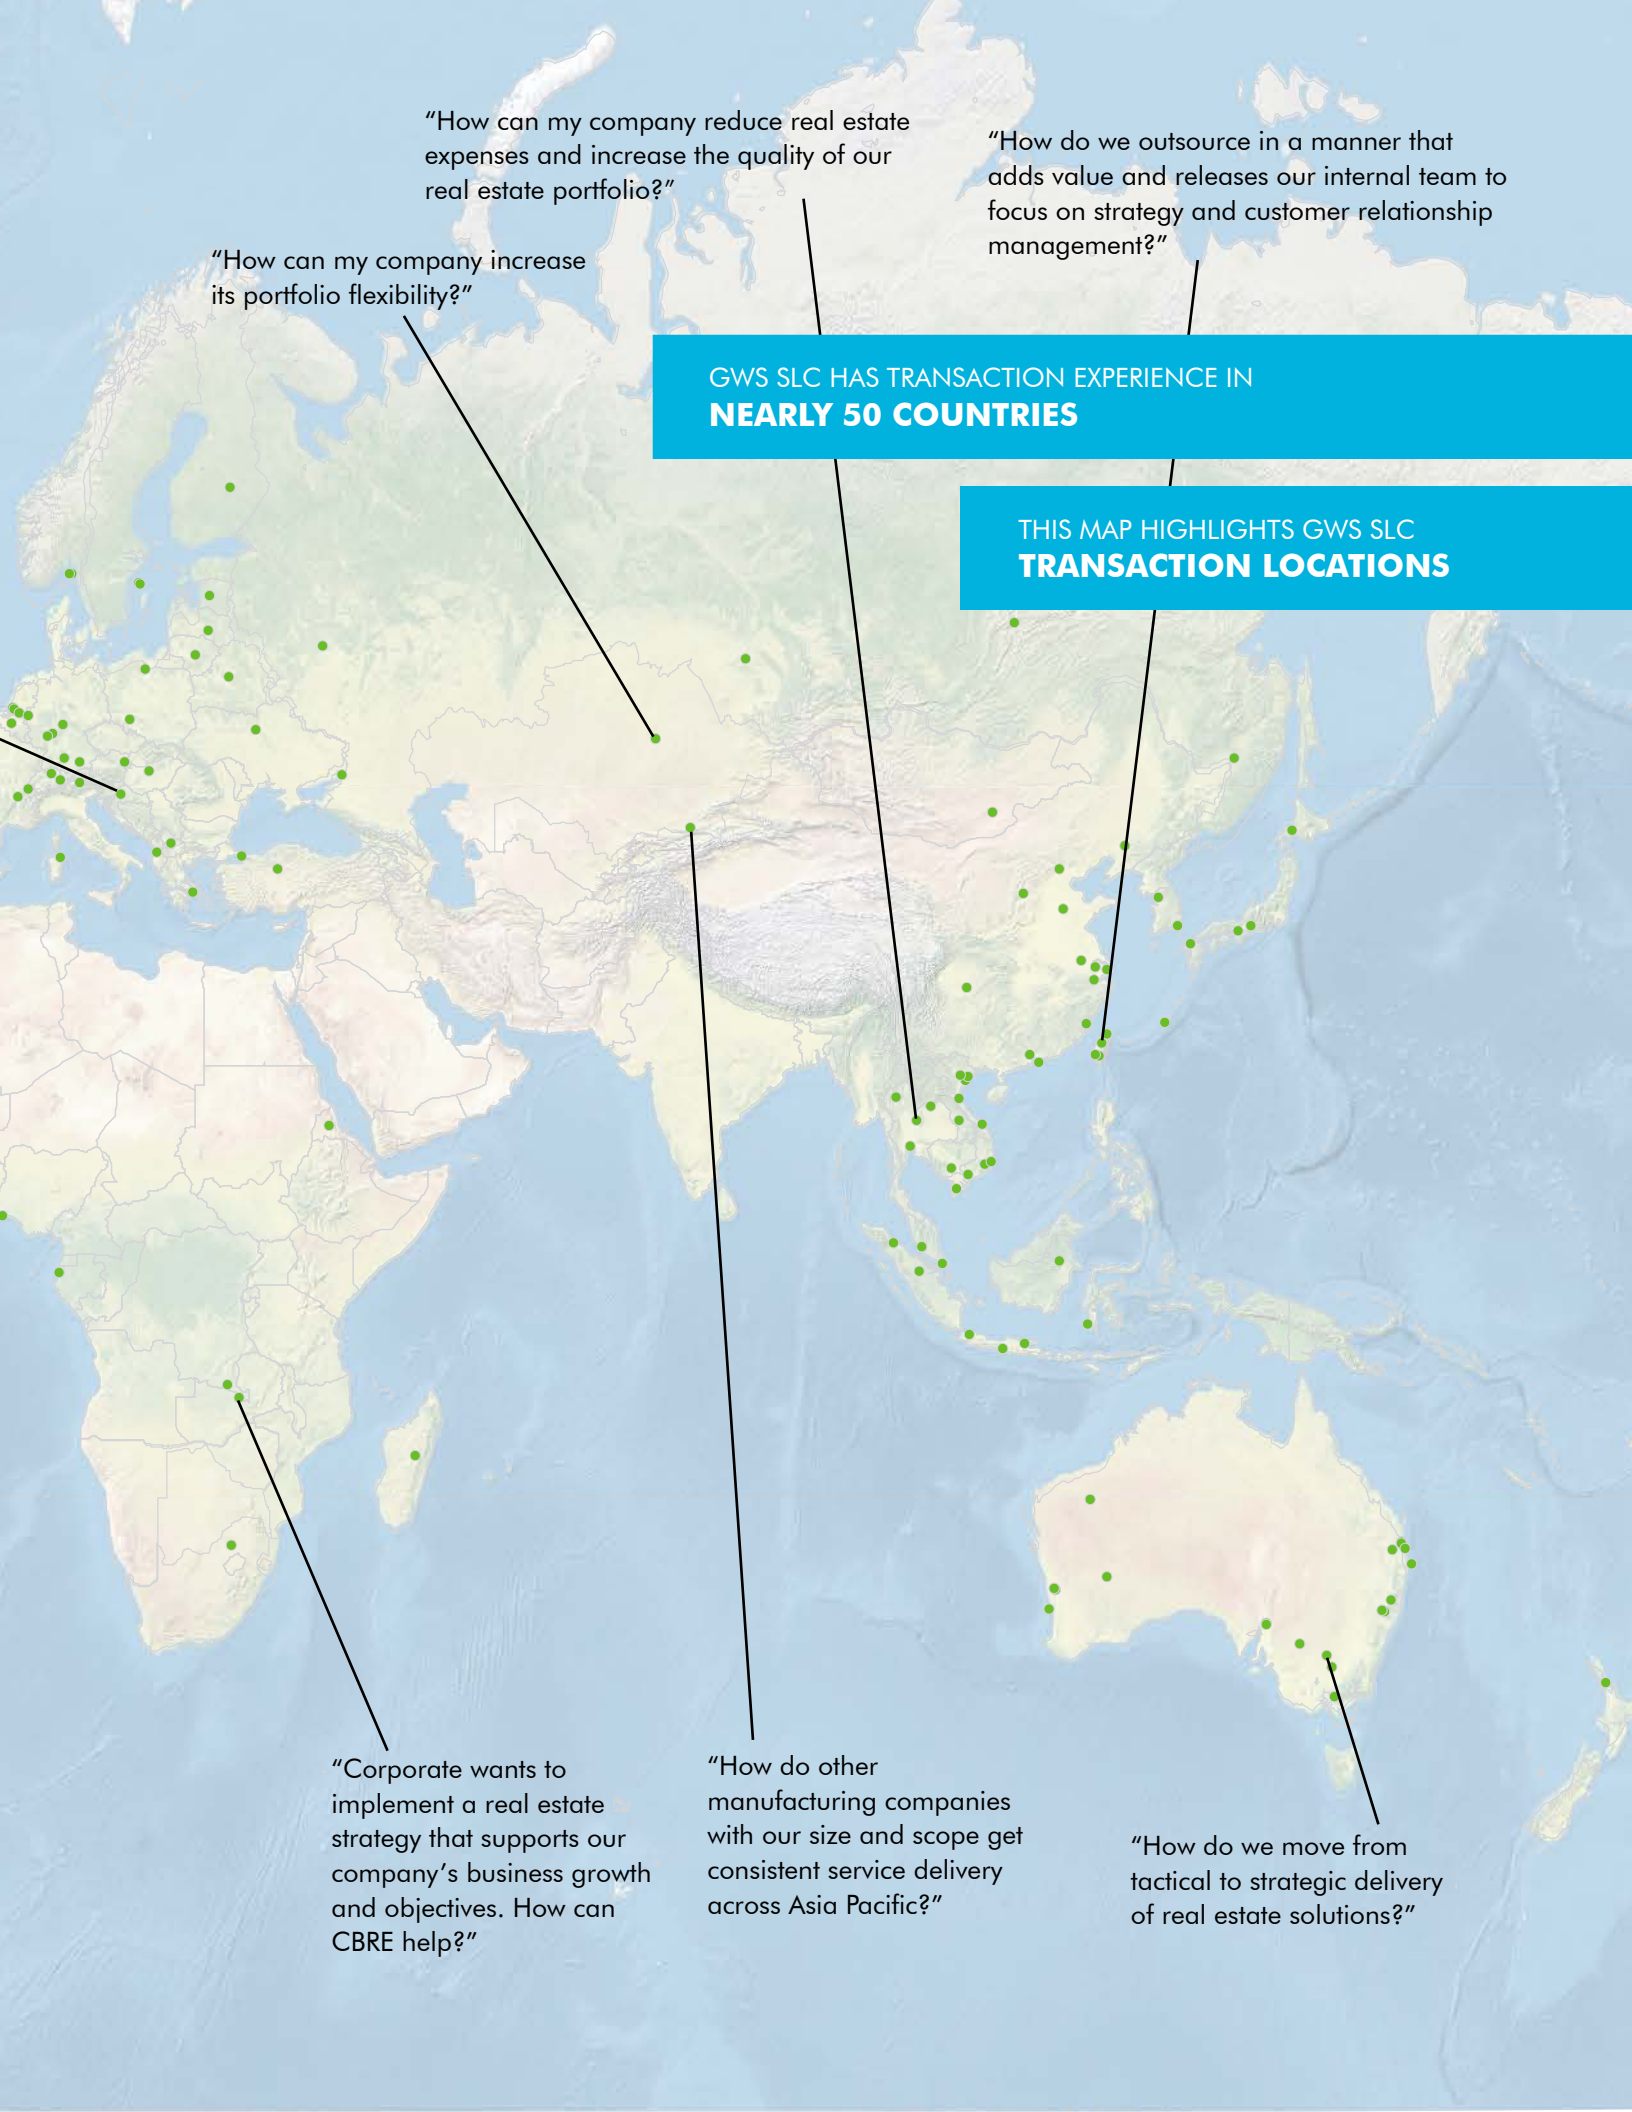 “How can my company reduce real estate
expenses and increase the quality of our
real estate portfolio?”
“How do we outsource in a manner that
adds value and releases our internal team to
focus on strategy and customer relationship
management?”
“How can my company increase
its portfolio flexibility?”
GWS SLC HAS TRANSACTION EXPERIENCE IN
NEARLY 50 COUNTRIES
THIS MAP HIGHLIGHTS GWS SLC
TRANSACTION LOCATIONS
“Corporate wants to
implement a real estate
strategy that supports our
company’s business growth
and objectives. How can
CBRE help?”
“How do other
manufacturing companies
with our size and scope get
consistent service delivery
across Asia Pacific?”
“How do we move from
tactical to strategic delivery
of real estate solutions?”